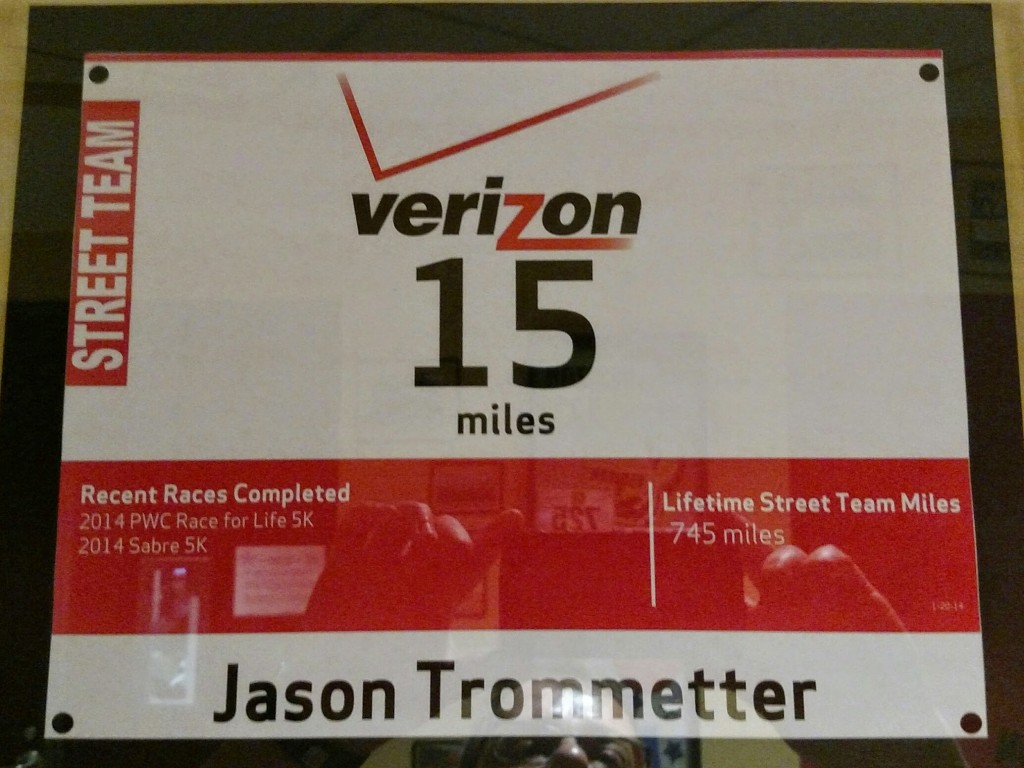 STREET TEAM
verizon
15
miles
Recent Races Completed
2014 PWC Race for Life 5K
2014 Sabre 5K
Lifetime Street Team Miles
745 miles
1-20-14
Jason Trommetter